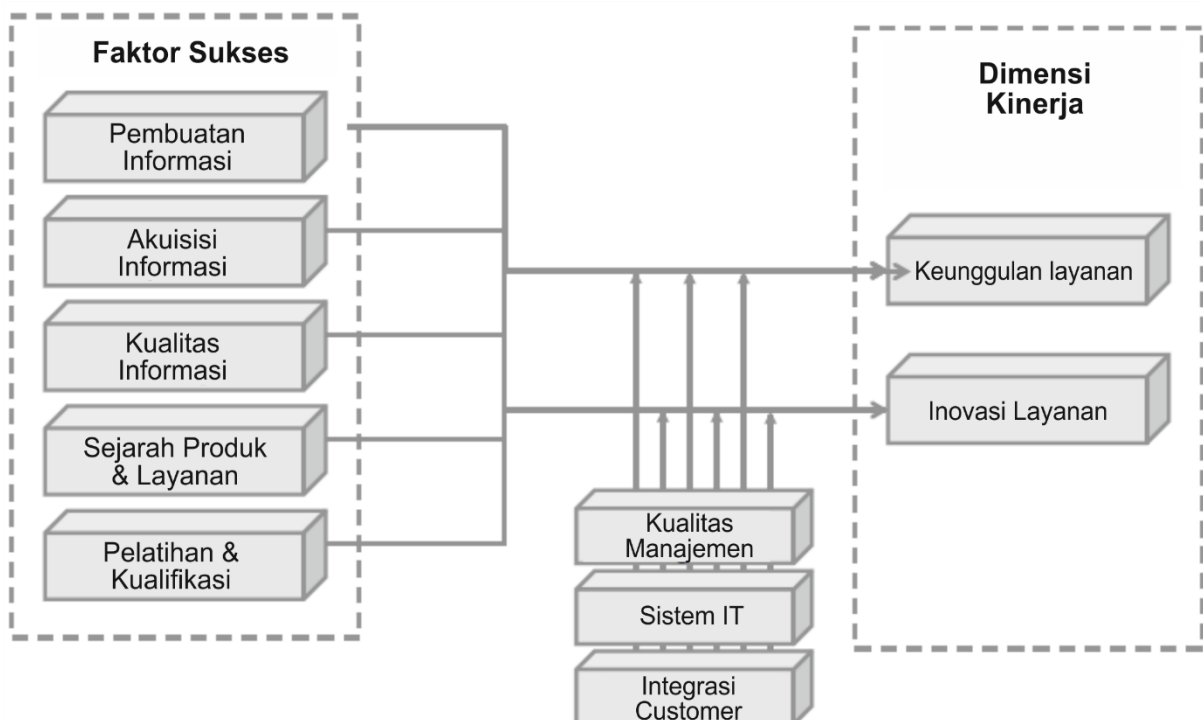 Faktor Sukses
Pembuatan
Informasi
Akuisisi
Informasi
Kualitas
Informasi
Sejarah Produk
& Layanan
Pelatihan &
Kualifikasi
Kualitas
Manajemen
Sistem IT
Integrasi
Customer
Dimensi
Kinerja
Keunggulan layanan
Inovasi Layanan